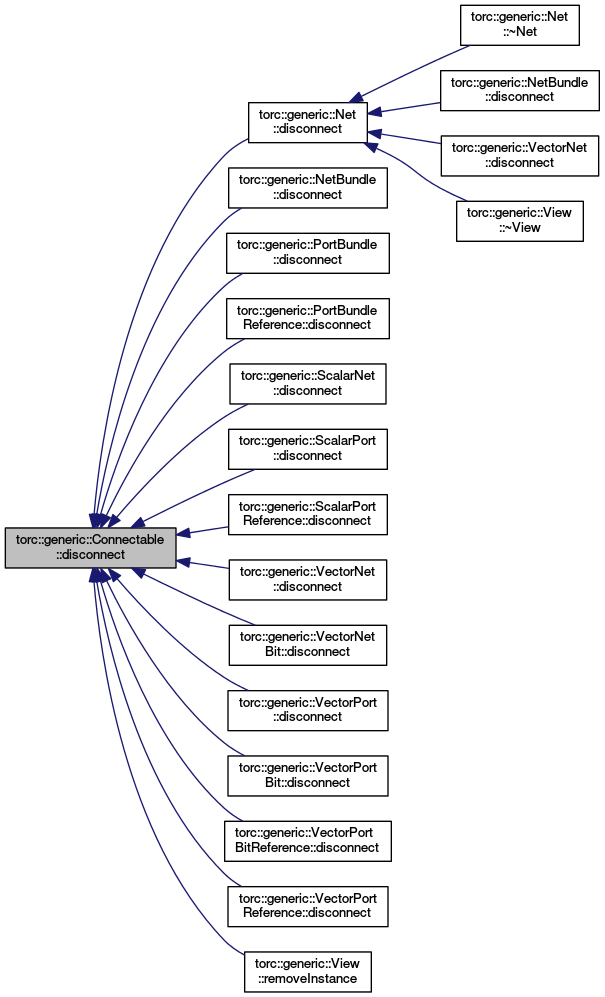 torc::generic::Net
::~Net
torc::generic::NetBundle
::disconnect
torc::generic::Net
::disconnect
torc::generic::VectorNet
::disconnect
torc::generic::NetBundle
::disconnect
torc::generic::View
::~View
torc::generic::PortBundle
::disconnect
torc::generic::PortBundle
Reference::disconnect
torc::generic::ScalarNet
::disconnect
torc::generic::ScalarPort
::disconnect
torc::generic::ScalarPort
Reference::disconnect
torc::generic::Connectable
::disconnect
torc::generic::VectorNet
::disconnect
torc::generic::VectorNet
Bit::disconnect
torc::generic::VectorPort
::disconnect
torc::generic::VectorPort
Bit::disconnect
torc::generic::VectorPort
BitReference::disconnect
torc::generic::VectorPort
Reference::disconnect
torc::generic::View
::removeInstance